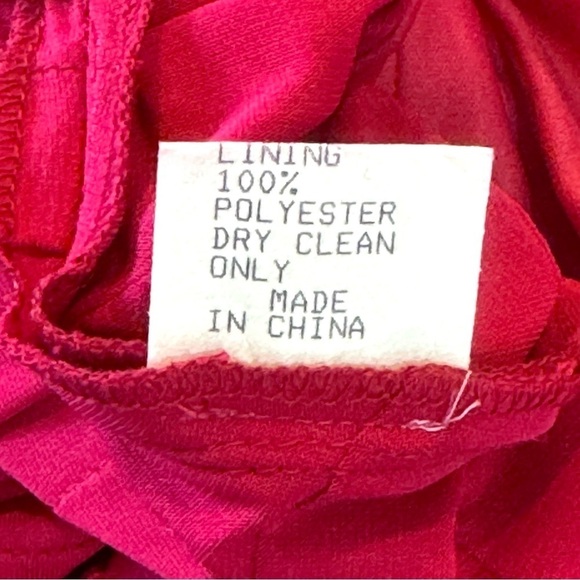 LINING
100%
POLYESTER
DRY CLEAN
ONLY
MADE
IN CHINA